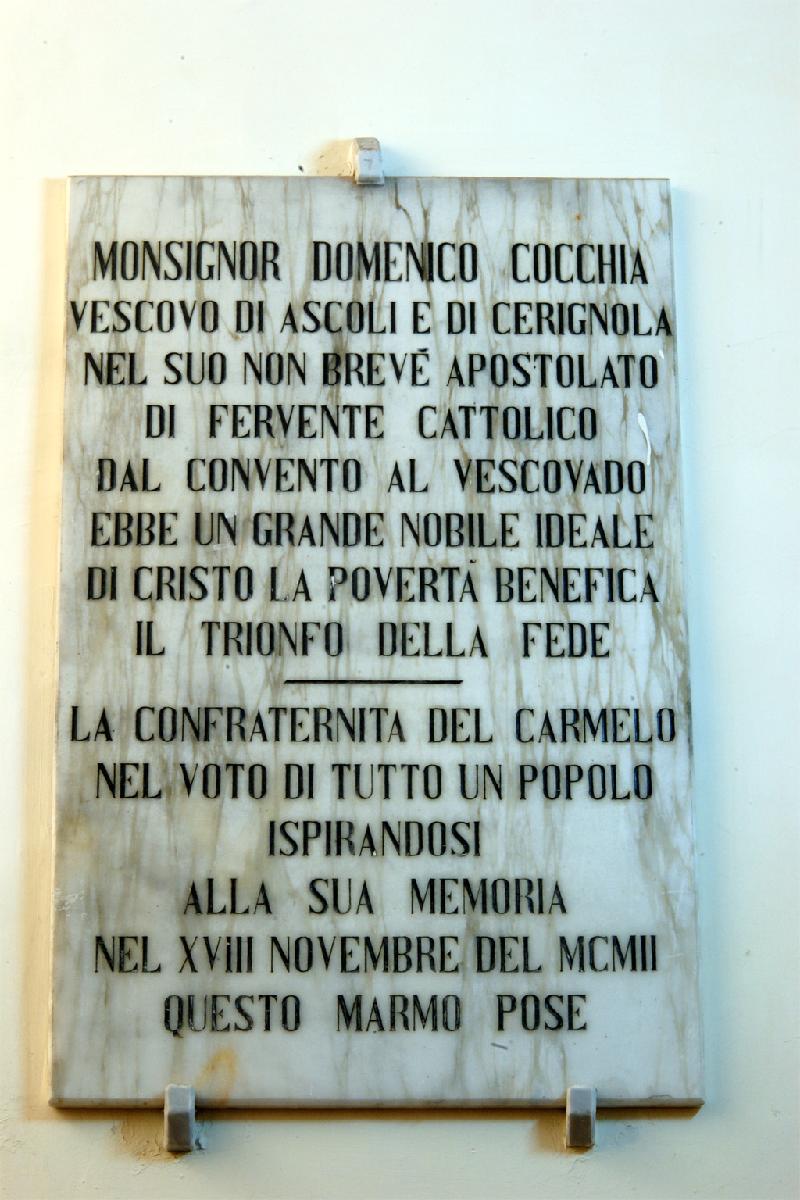 MONSIGNOR DOMENICO COCCHIA
VESCOVO DI ASCOLI E DI CERIGNOLA
NEL SUO NON BREVÉ APOSTOLATO
DI FERVENTE CATTOLICO
DAL CONVENTO AL VESCOVADO
EBBE UN GRANDE NOBILE IDEALE
DI CRISTO LA POVERTÀ BENEFICA
IL TRIONFO DELLA FEDE
LA CONFRATERNITA DEL CARMELO
NEL VOTO DI TUTTO UN POPOLO
ISPIRANDOSI
ALLA SUA MEMORIA
NEL XViII NOVEMBRE DEL MCMII
QUESTO MARMO POSE